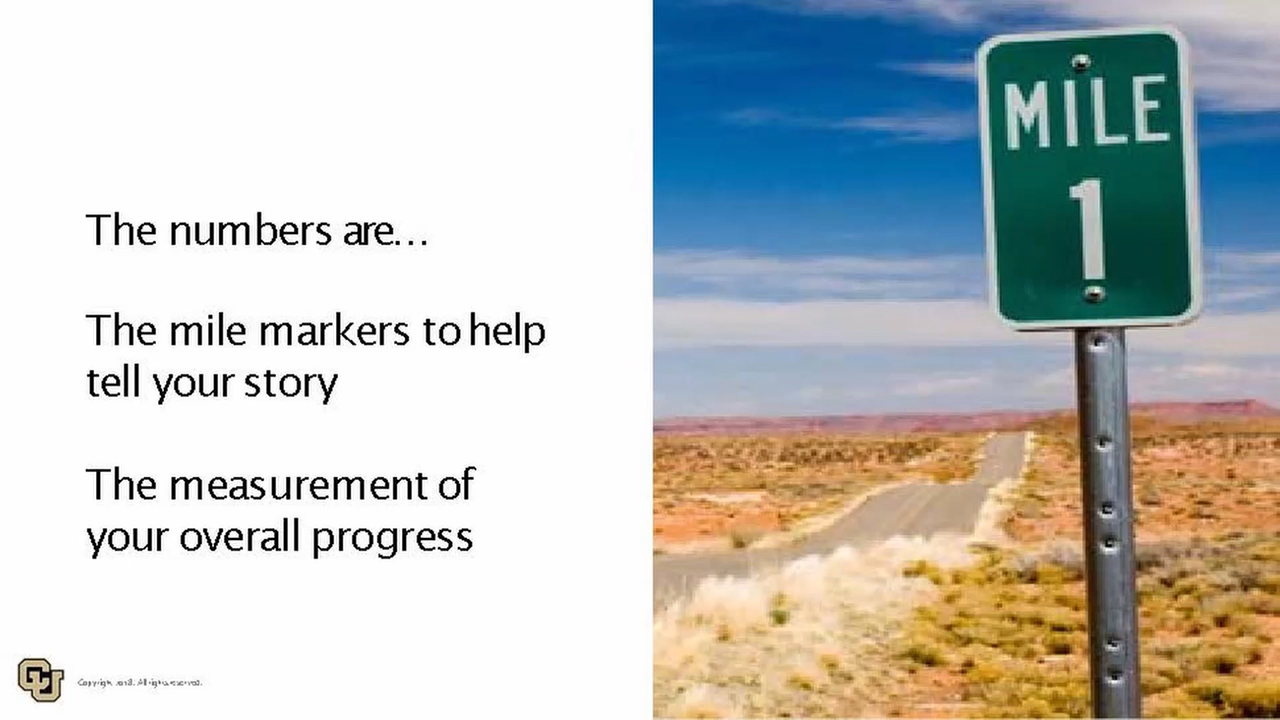 The numbers are...
The mile markers to help
tell your story
The measurement of
your overall progress
CU
Copyright 2018. All rights reserved.
MILE
1